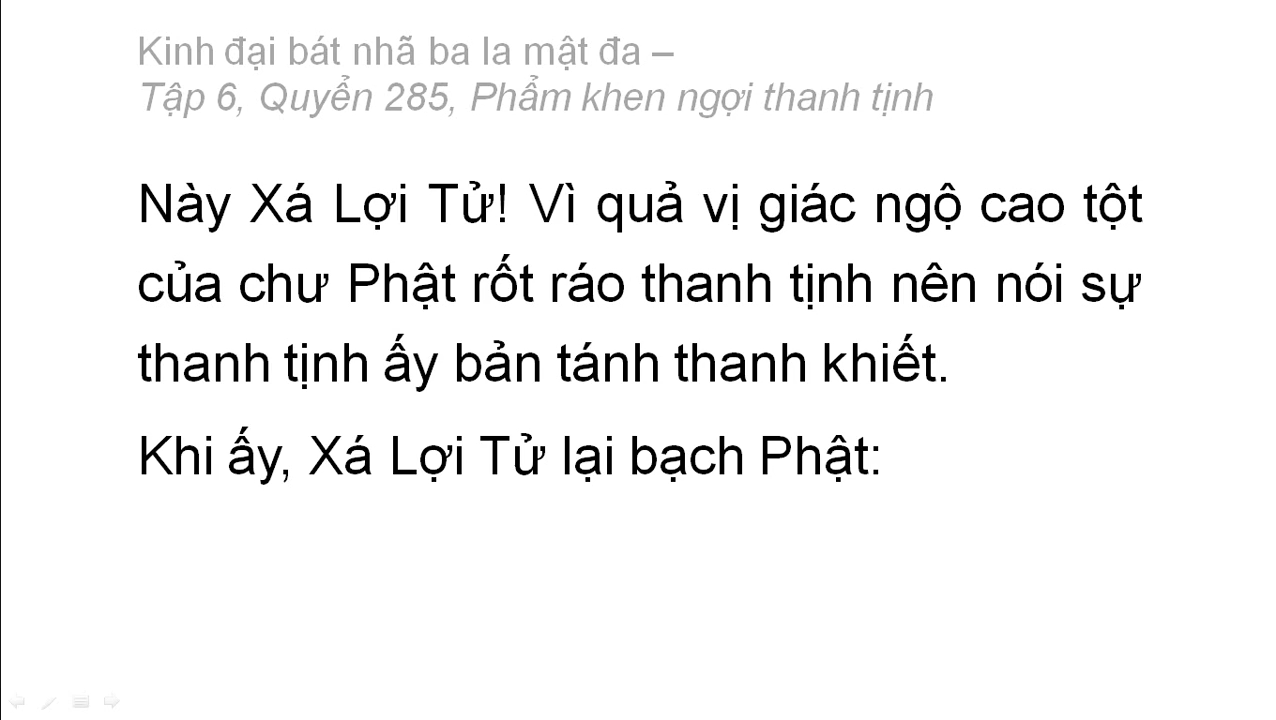 Kinh đại bát nhã ba la mật đa –
Tập 6, Quyển 285, Phẩm khen ngợi thanh tịnh
Này Xá Lợi Tử! Vì quả vị giác ngộ cao tột
của chư Phật rốt ráo thanh tịnh nên nói sự
thanh tịnh ấy bản tánh thanh khiết.
Khi ấy, Xá Lợi Tử lại bạch Phật: